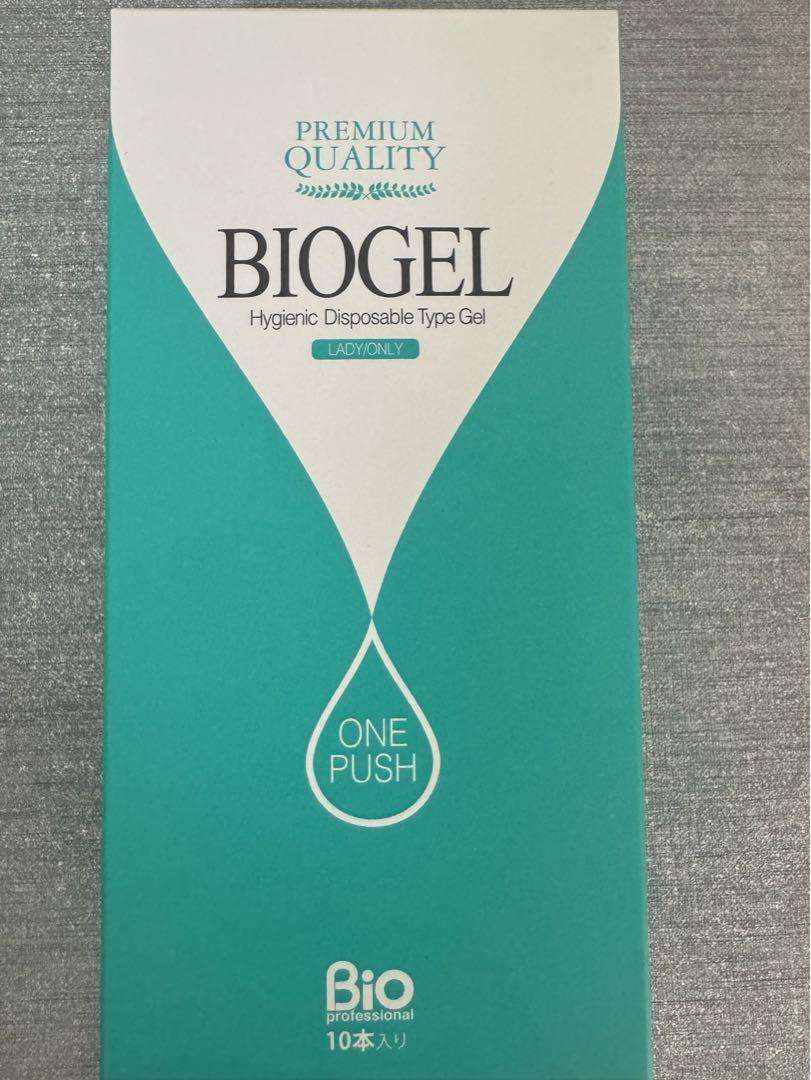 PREMIUM
QUALITY
BIOGEL
Hygienic Disposable Type Gel
LADY/ONLY
ONE
PUSH
Bio
professional
10本入り